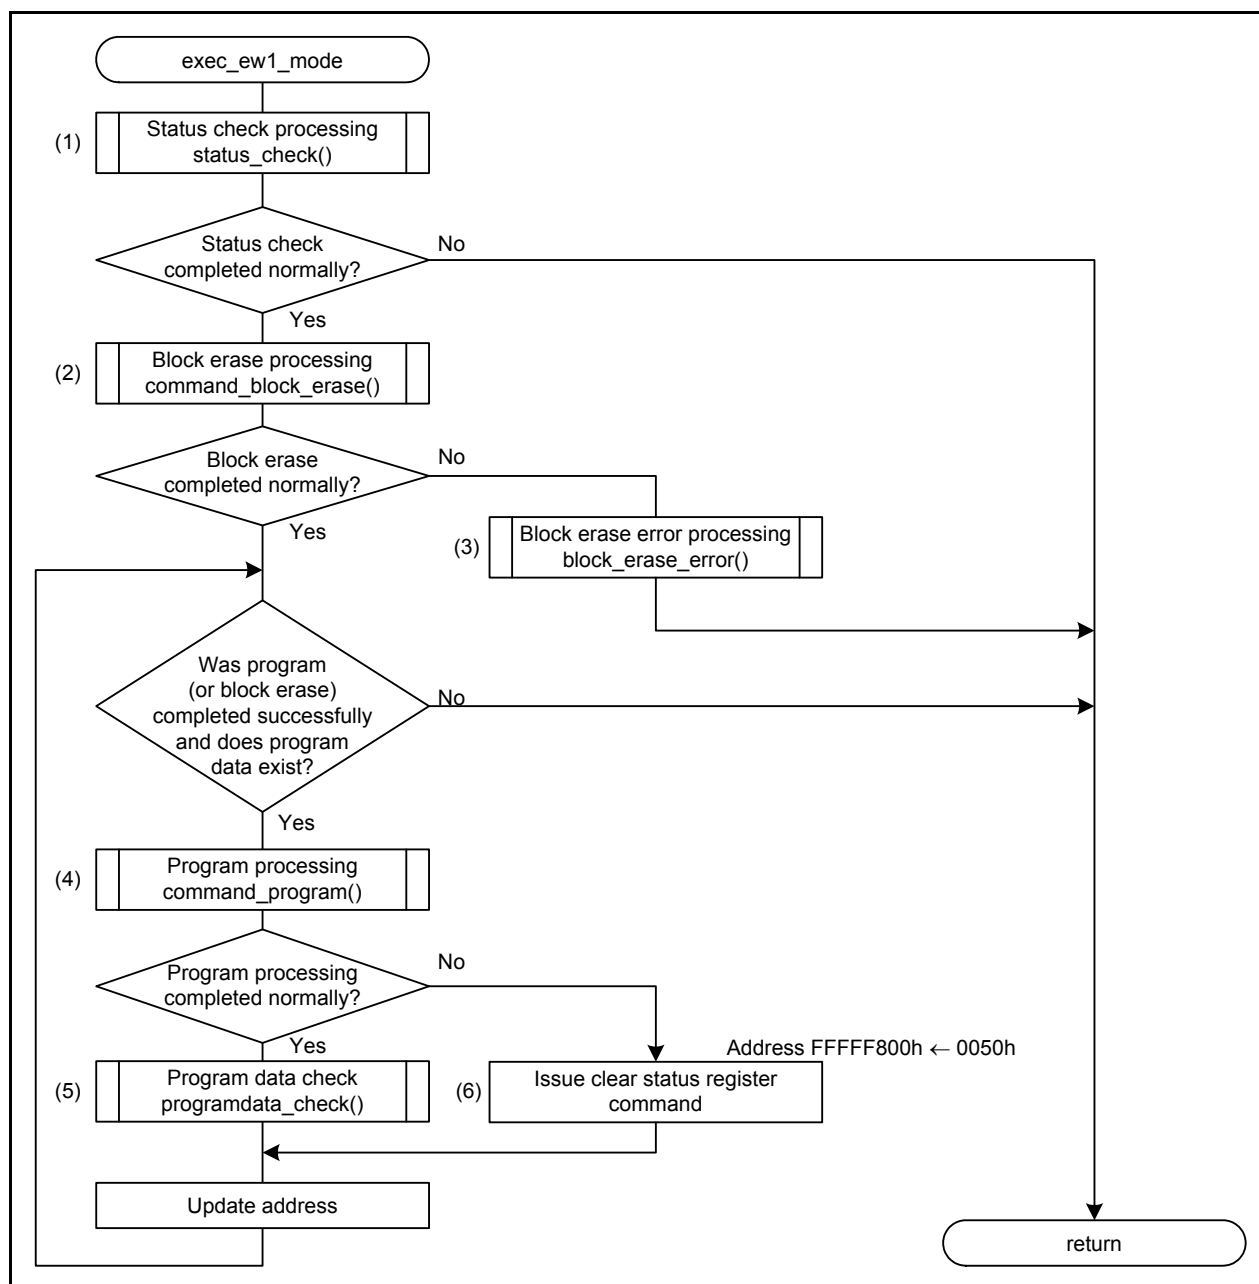 exec_ew1_mode
(1)
Status check processing
status_check()
Status check
completed normally?
No
Yes
(2)
Block erase processing
command_block_erase()
Block erase
completed normally?
No
Yes
(3)
Block erase error processing
block_erase_error()
Was program
(or block erase)
completed successfully
and does program
data exist?
No
Yes
(4)
Program processing
command_program()
Program processing
completed normally?
No
Yes
Address FFFFF800h ← 0050h
(5)
Program data check
programdata_check()
(6)
Issue clear status register
command
Update address
return